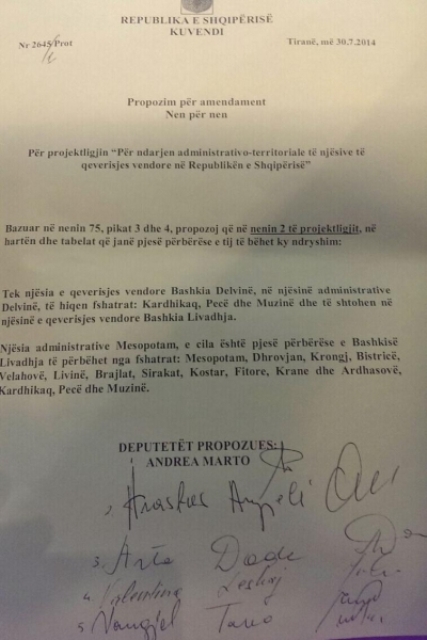 REPUBLIKA E SHQIPËRISË
KUVENDI
Nr 2645/ Prot
Tiranë, më 30.7.2014
Propozim për amendament
Nen për nen
Për projektligjin "Për ndarjen administrativo-territoriale të njësive të
qeverisjes vendore në Republikën e Shqipërisë"
Bazuar në nenin 75, pikat 3 dhe 4, propozoj që në nenin 2 të projektligjit, në
hartën dhe tabelat që janë pjesë përbërëse e tij të bëhet ky ndryshim:
Tek njësia e qeverisjes vendore Bashkia Delvinë, në njësinë administrative
Delvinë, të hiqen fshatrat: Kardhikaq, Pecë dhe Muzinë dhe të shtohen në
njësinë e qeverisjes vendore Bashkia Livadhja.
Njësia administrative Mesopotam, e cila është pjesë përbërëse e Bashkisë
Livadhja të përbëhet nga fshatrat: Mesopotam, Dhrovjan, Krongj, Bistricë,
Velahovë, Livinë, Brajlat, Sirakat, Kostar, Fitore, Krane dhe Ardhasovë,
Kardhikaq, Pecë dhe Muzinë.
DEPUTETËT PROPOZUES:
ANDREA MARTO
3. Arta Dade
4. Valentina Leskaj
5. Vangjel Tavo